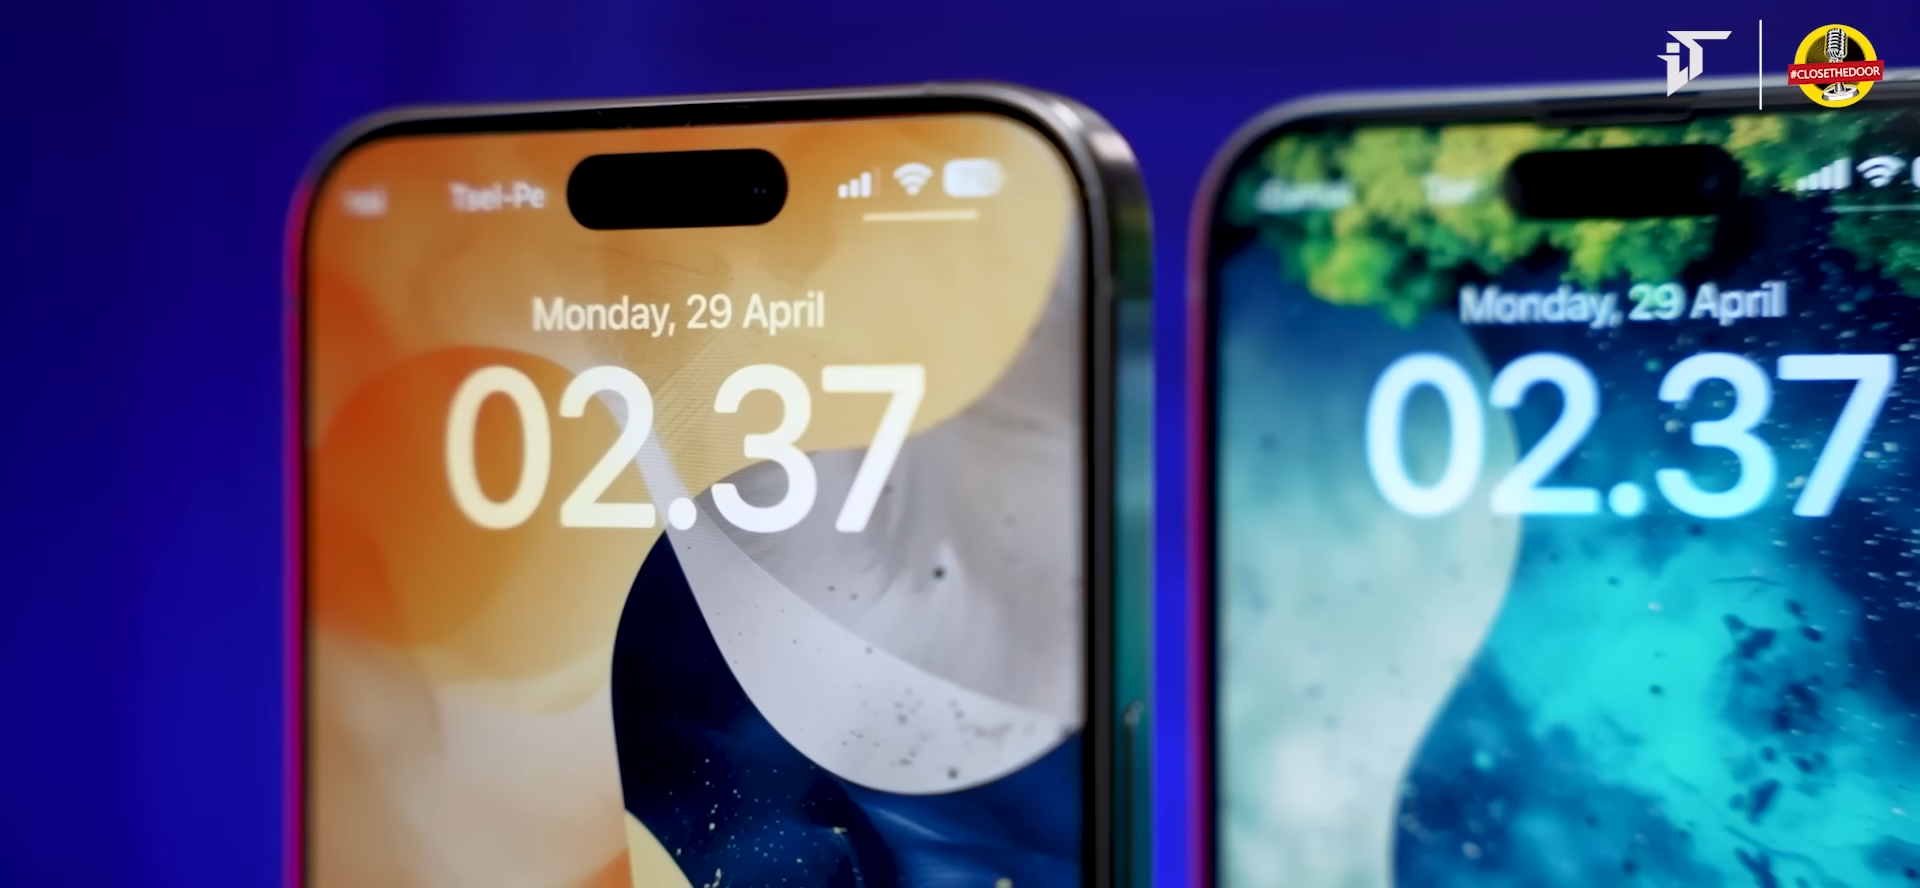 #CLOSETHEDOOR
Tsel-Pe
Monday, 29 April
02.37
Monday, 29 April
02.37